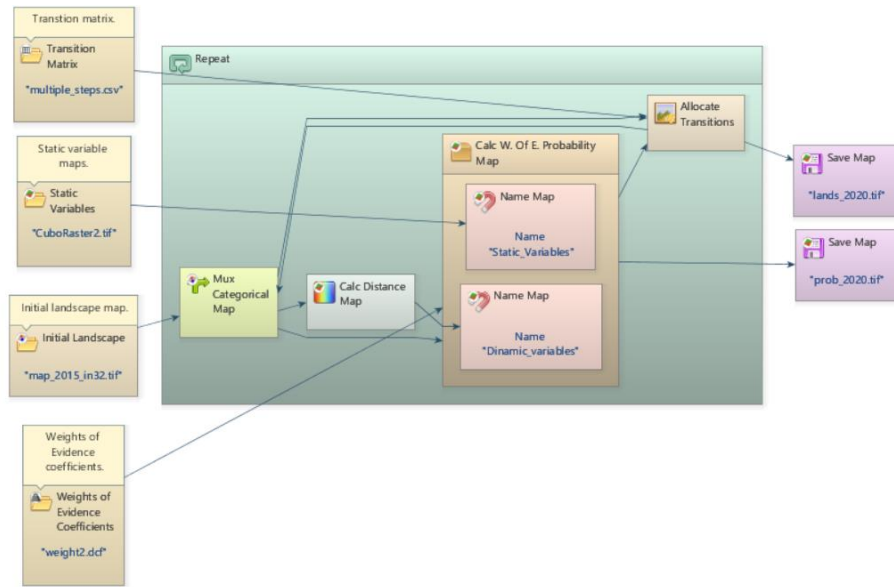 Transtion matrix.
Transition
Matrix
"multiple_steps.csv"
Static variable
maps.
Static
Variables
"CuboRaster2.tif"
Initial landscape map.
Initial Landscape
"map_2015_in32.tif"
Weights of
Evidence
coefficients.
Weights of
Evidence
Coefficients
"weight2.dcf"
Repeat
Mux
Categorical
Map
Calc Distance
Map
Calc W. Of E. Probability
Map
Name Map
Name
"Static_Variables"
Name Map
Name
"Dinamic_variables"
Allocate
Transitions
Save Map
"lands_2020.tif"
Save Map
"prob_2020.tif"